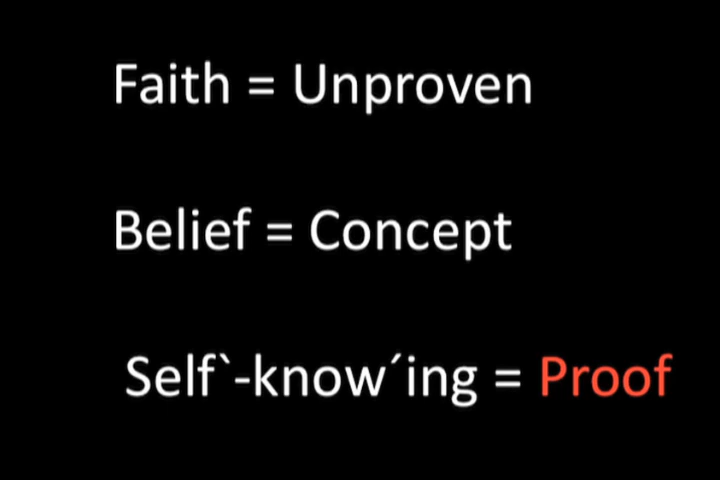 Faith = Unproven
Belief = Concept
Self`-know´ing = Proof